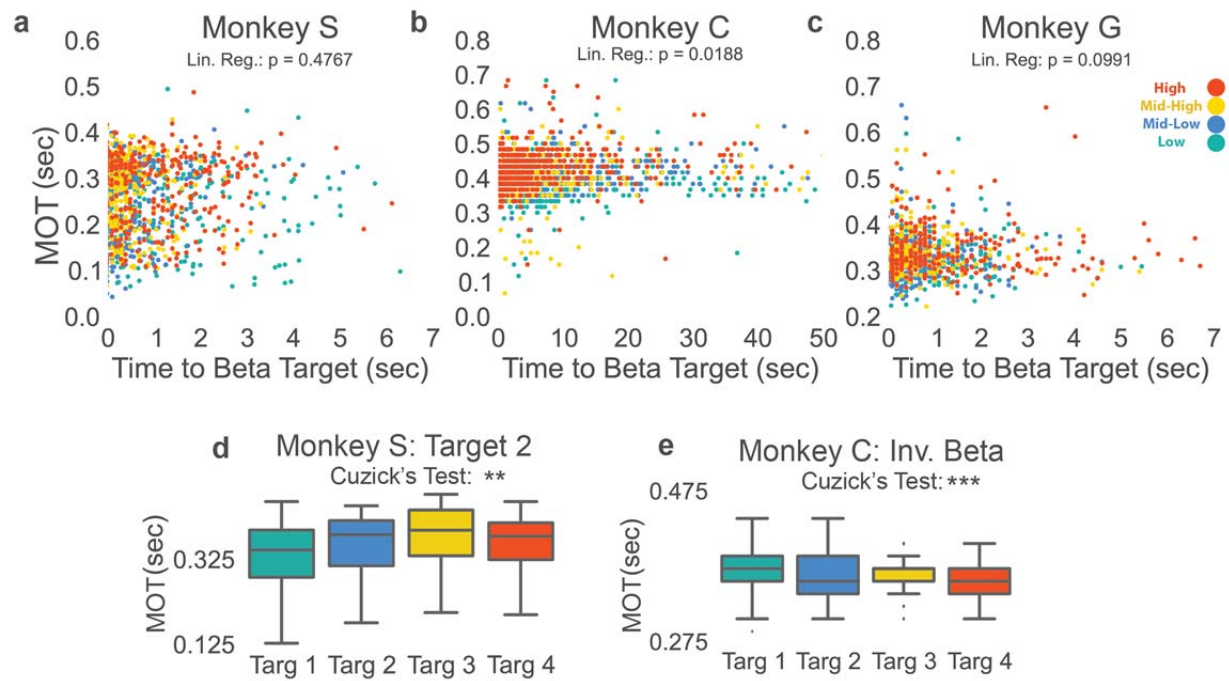 a
Monkey S
Lin. Reg.: p = 0.4767
MOT (sec)
0.6
0.5
0.4
0.3
0.2
0.1
0.0
0 1 2 3 4 5 6 7
Time to Beta Target (sec)
b
Monkey C
Lin. Reg.: p = 0.0188
0.8
0.7
0.6
0.5
0.4
0.3
0.2
0.1
0.0
0 10 20 30 40 50
Time to Beta Target (sec)
c
Monkey G
Lin. Reg: p = 0.0991
0.8
0.7
0.6
0.5
0.4
0.3
0.2
0 1 2 3 4 5 6 7
Time to Beta Target (sec)
High
Mid-High
Mid-Low
Low
d
Monkey S: Target 2
Cuzick's Test: **
MOT(sec)
0.325
0.125
Targ 1 Targ 2 Targ 3 Targ 4
e
Monkey C: Inv. Beta
Cuzick's Test: ***
MOT(sec)
0.475
0.275
Targ 1 Targ 2 Targ 3 Targ 4